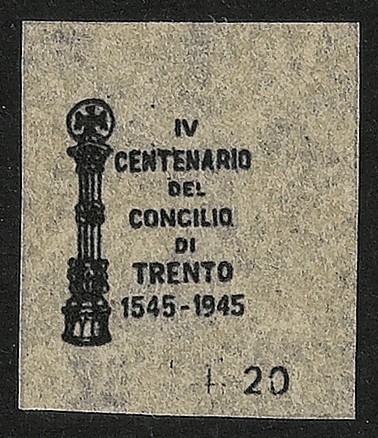 IV
CENTENARIO
DEL
CONCILIO
DI
TRENTO
1545-1945
+ 20